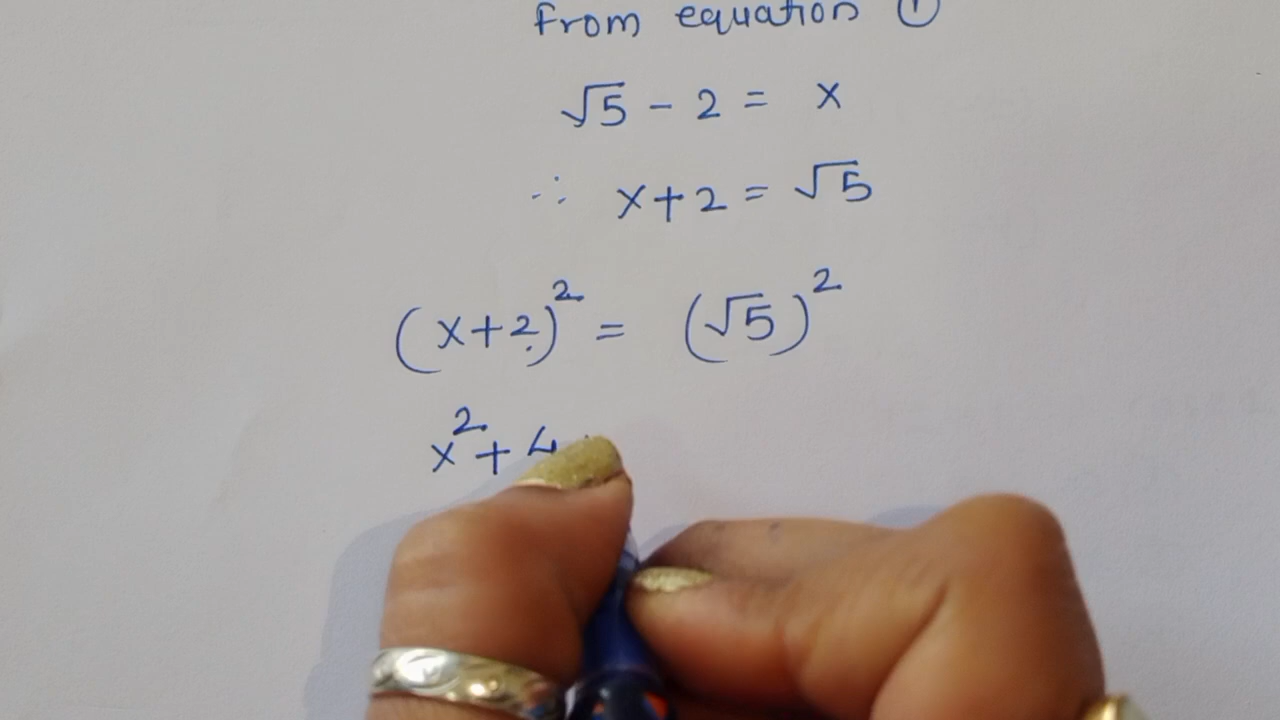 From equation ①
√5 - 2 = x
∴ x+2 = √5
(x+2)² = (√5)²
x² + 4